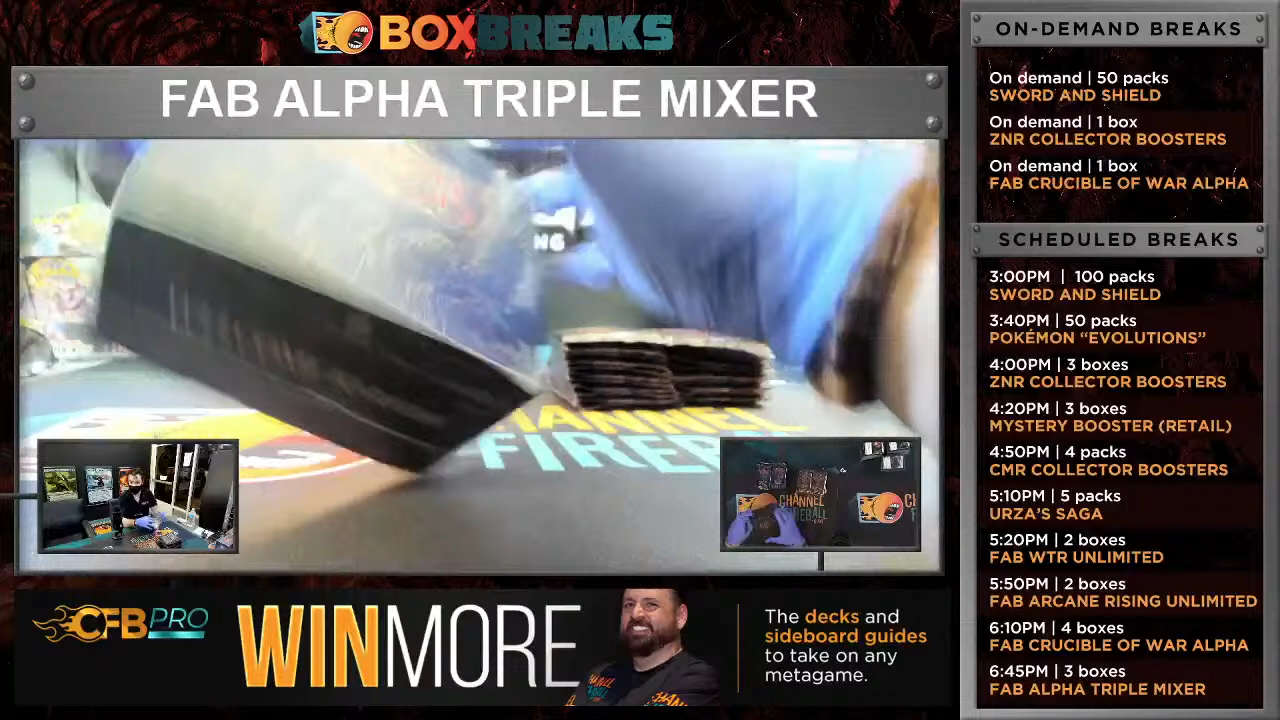 BOXBREAKS
FAB ALPHA TRIPLE MIXER
NG
CHANNEL
FIREBALL
CHANNEL
FIREBALL
CFBPRO
WINMORE
The decks and
sideboard guides
to take on any
metagame.
ON-DEMAND BREAKS
On demand | 50 packs
SWORD AND SHIELD
On demand | 1 box
ZNR COLLECTOR BOOSTERS
On demand | 1 box
FAB CRUCIBLE OF WAR ALPHA
SCHEDULED BREAKS
3:00PM | 100 packs
SWORD AND SHIELD
3:40PM | 50 packs
POKÉMON “EVOLUTIONS”
4:00PM | 3 boxes
ZNR COLLECTOR BOOSTERS
4:20PM | 3 boxes
MYSTERY BOOSTER (RETAIL)
4:50PM | 4 packs
CMR COLLECTOR BOOSTERS
5:10PM | 5 packs
URZA’S SAGA
5:20PM | 2 boxes
FAB WTR UNLIMITED
5:50PM | 2 boxes
FAB ARCANE RISING UNLIMITED
6:10PM | 4 boxes
FAB CRUCIBLE OF WAR ALPHA
6:45PM | 3 boxes
FAB ALPHA TRIPLE MIXER